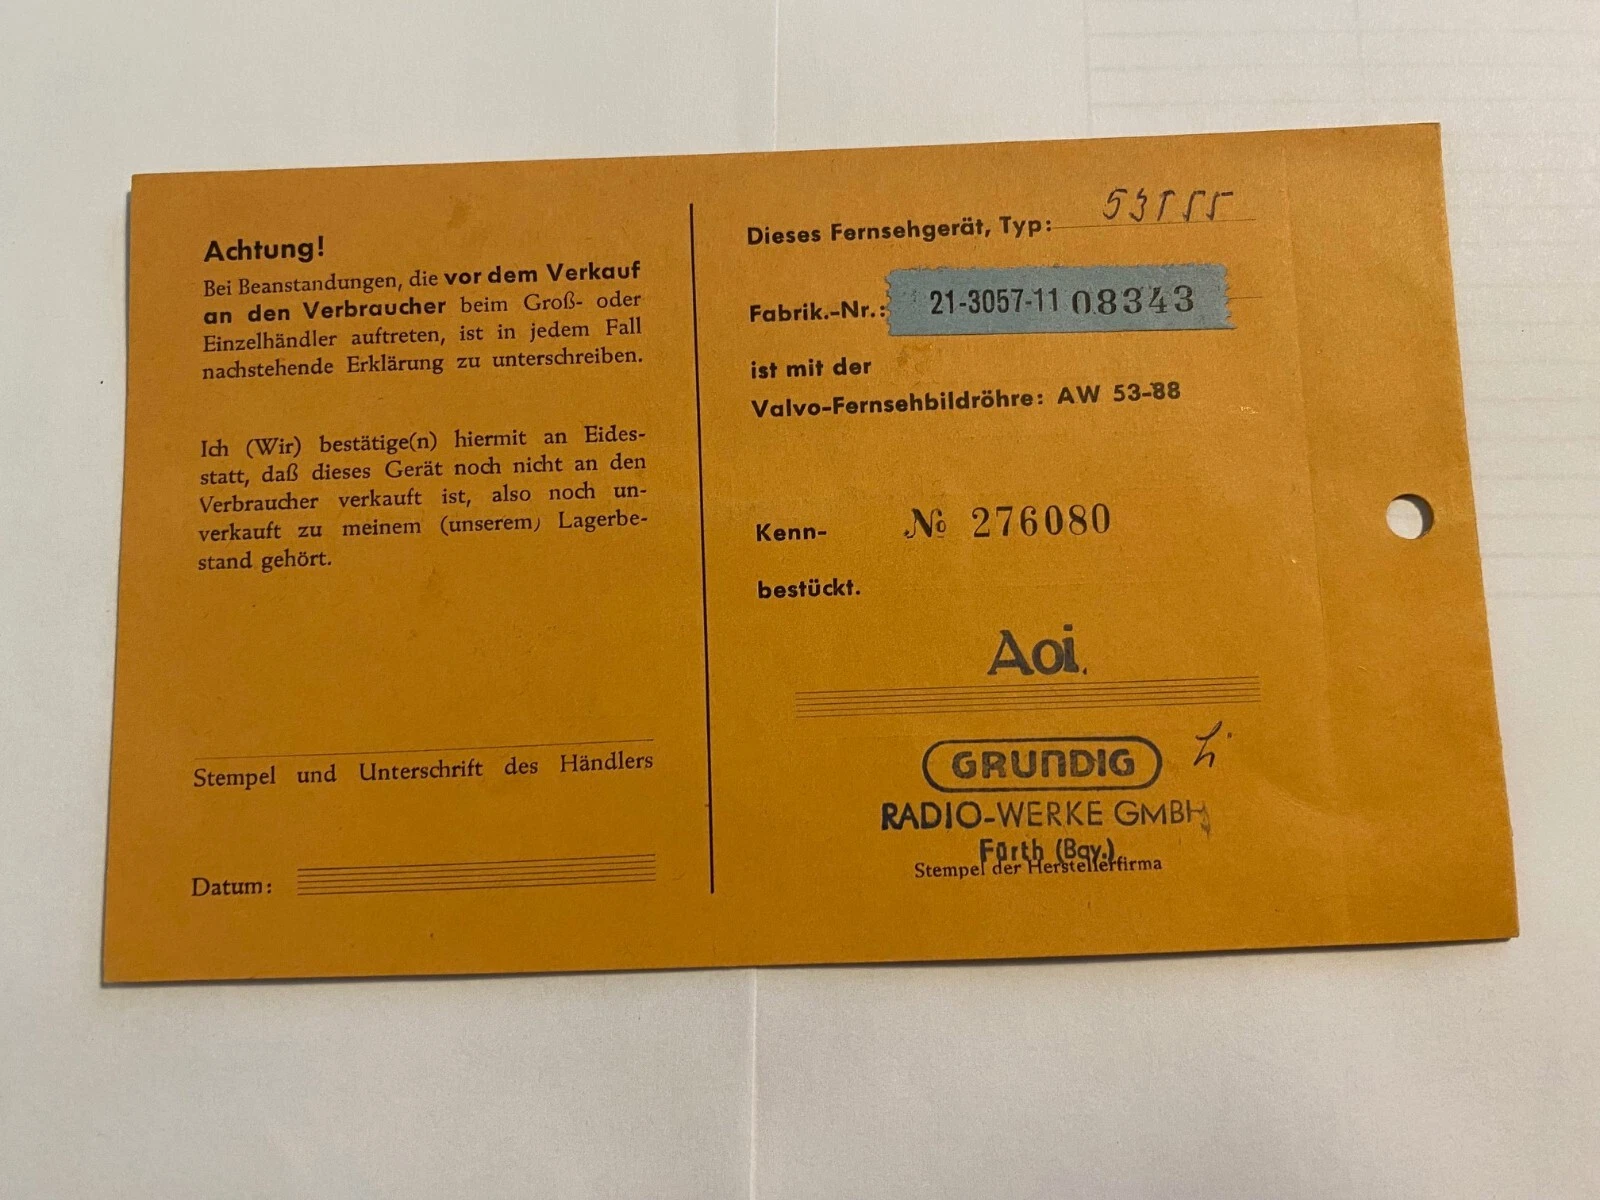 Achtung!
Bei Beanstandungen, die vor dem Verkauf
an den Verbraucher beim Groß- oder
Einzelhändler auftreten, ist in jedem Fall
nachstehende Erklärung zu unterschreiben.
Ich (Wir) bestätige(n) hiermit an Eides-
statt, daß dieses Gerät noch nicht an den
Verbraucher verkauft ist, also noch un-
verkauft zu meinem (unserem) Lagerbe-
stand gehört.
Stempel und Unterschrift des Händlers
Datum:
Dieses Fernsehgerät, Typ:
Fabrik.-Nr.: 21-3057-11 08343
ist mit der
Valvo-Fernsehbildröhre: AW 53-88
Kenn- № 276080
bestückt.
Aoi.
GRUNDIG
RADIO-WERKE GMBH
Fürth (Bay.)
Stempel der Herstellerfirma